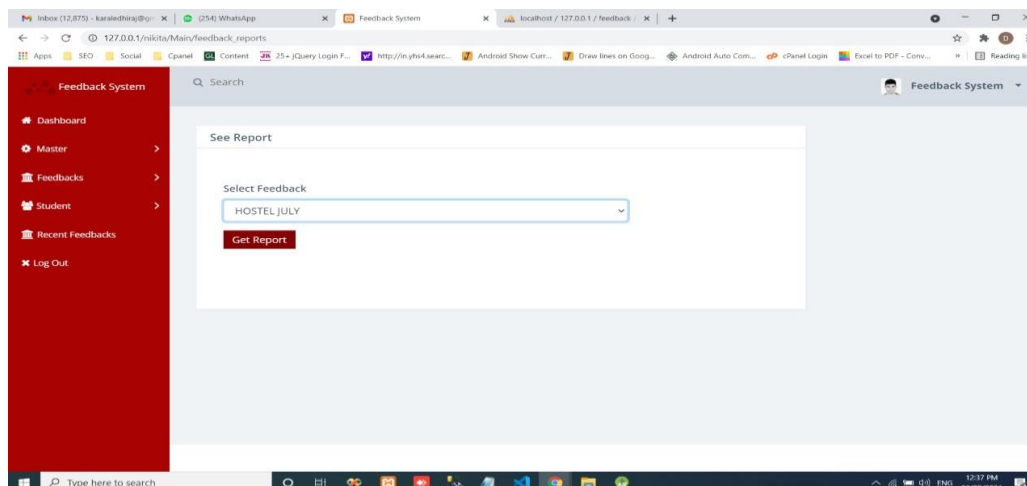 Inbox (12,875) - karaledhiraj@gm
(254) WhatsApp
Feedback System
localhost / 127.0.0.1 / feedback /
127.0.0.1/nikita/Main/feedback_reports
Apps SEO Social Cpanel Content 25+ jQuery Login F... http://in.yhs4.searc... Android Show Curr... Draw lines on Goog... Android Auto Com... cPanel Login Excel to PDF - Conv... » Reading li
Feedback System
Search
Feedback System
Dashboard
Master
Feedbacks
Student
Recent Feedbacks
Log Out
See Report
Select Feedback
HOSTEL JULY
Get Report
Type here to search
ENG
12:37 PM